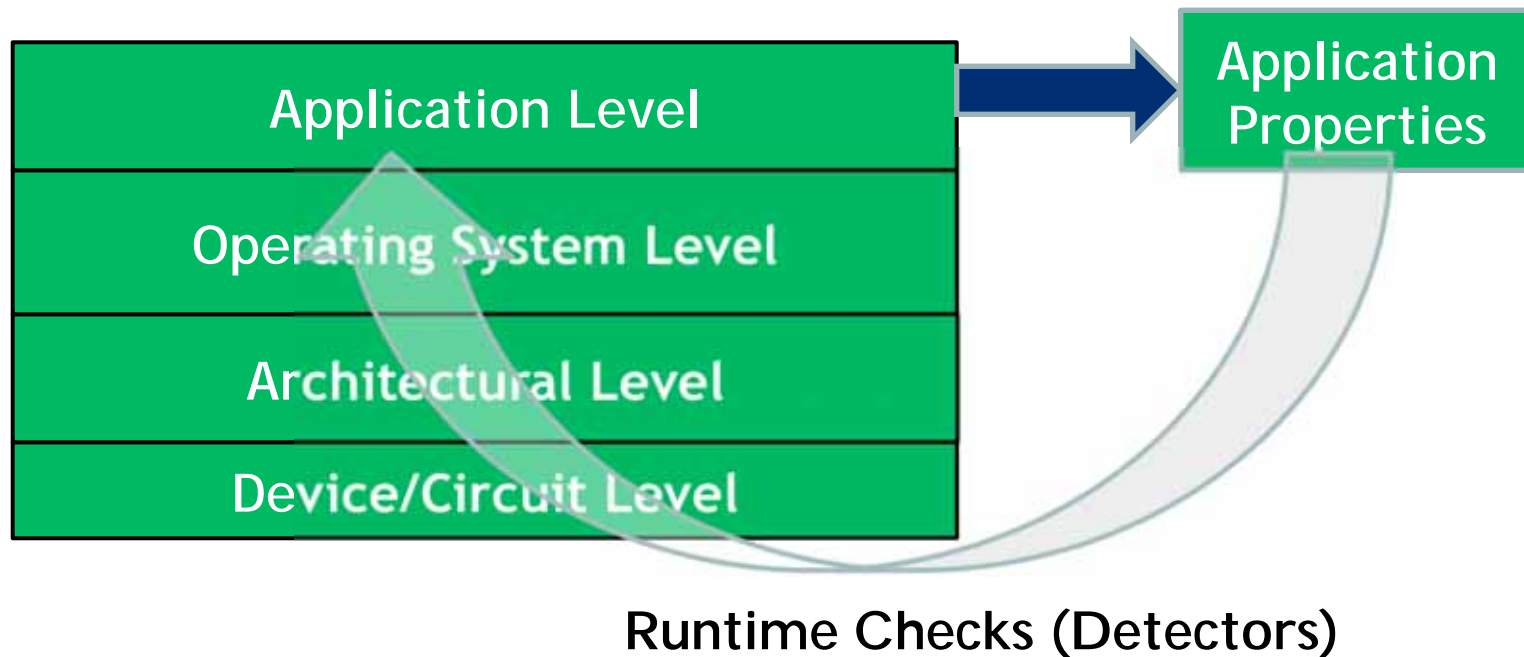 Application Level
Application
Properties
Operating System Level
Architectural Level
Device/Circuit Level
Runtime Checks (Detectors)